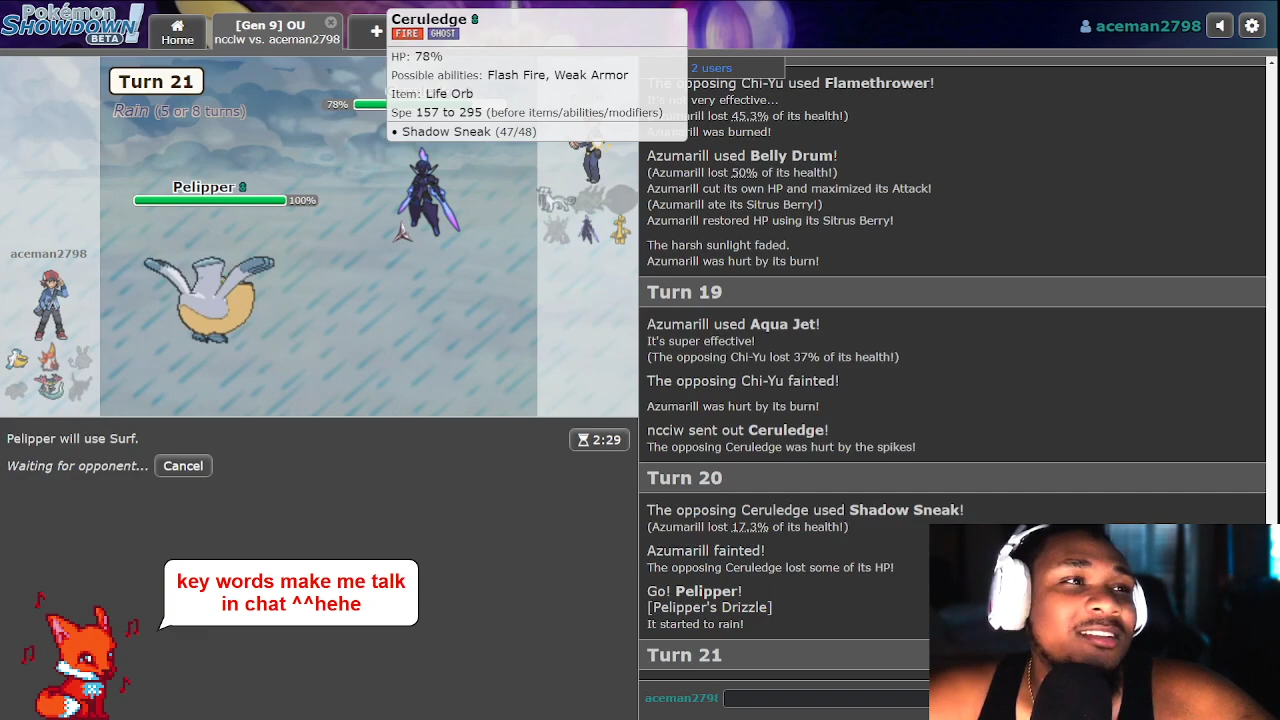 Pokémon
SHOWDOWN!
BETA
Home
[Gen 9] OU
ncclw vs. aceman2798
Ceruledge
FIRE GHOST
HP: 78%
Possible abilities: Flash Fire, Weak Armor
Item: Life Orb
Spe 157 to 295 (before items/abilities/modifiers)
• Shadow Sneak (47/48)
aceman2798
2 users
Turn 21
Rain (5 or 8 turns)
78%
Pelipper
100%
aceman2798
The opposing Chi-Yu used Flamethrower!
It's not very effective...
Azumarill lost 45.3% of its health!)
Azumarill was burned!
Azumarill used Belly Drum!
(Azumarill lost 50% of its health!)
Azumarill cut its own HP and maximized its Attack!
(Azumarill ate its Sitrus Berry!)
Azumarill restored HP using its Sitrus Berry!
The harsh sunlight faded.
Azumarill was hurt by its burn!
Turn 19
Azumarill used Aqua Jet!
It's super effective!
(The opposing Chi-Yu lost 37% of its health!)
The opposing Chi-Yu fainted!
Azumarill was hurt by its burn!
ncciw sent out Ceruledge!
The opposing Ceruledge was hurt by the spikes!
Turn 20
The opposing Ceruledge used Shadow Sneak!
(Azumarill lost 17.3% of its health!)
Azumarill fainted!
The opposing Ceruledge lost some of its HP!
Go! Pelipper!
[Pelipper's Drizzle]
It started to rain!
Turn 21
aceman2798
Pelipper will use Surf.
2:29
Waiting for opponent... Cancel
key words make me talk
in chat ^^hehe